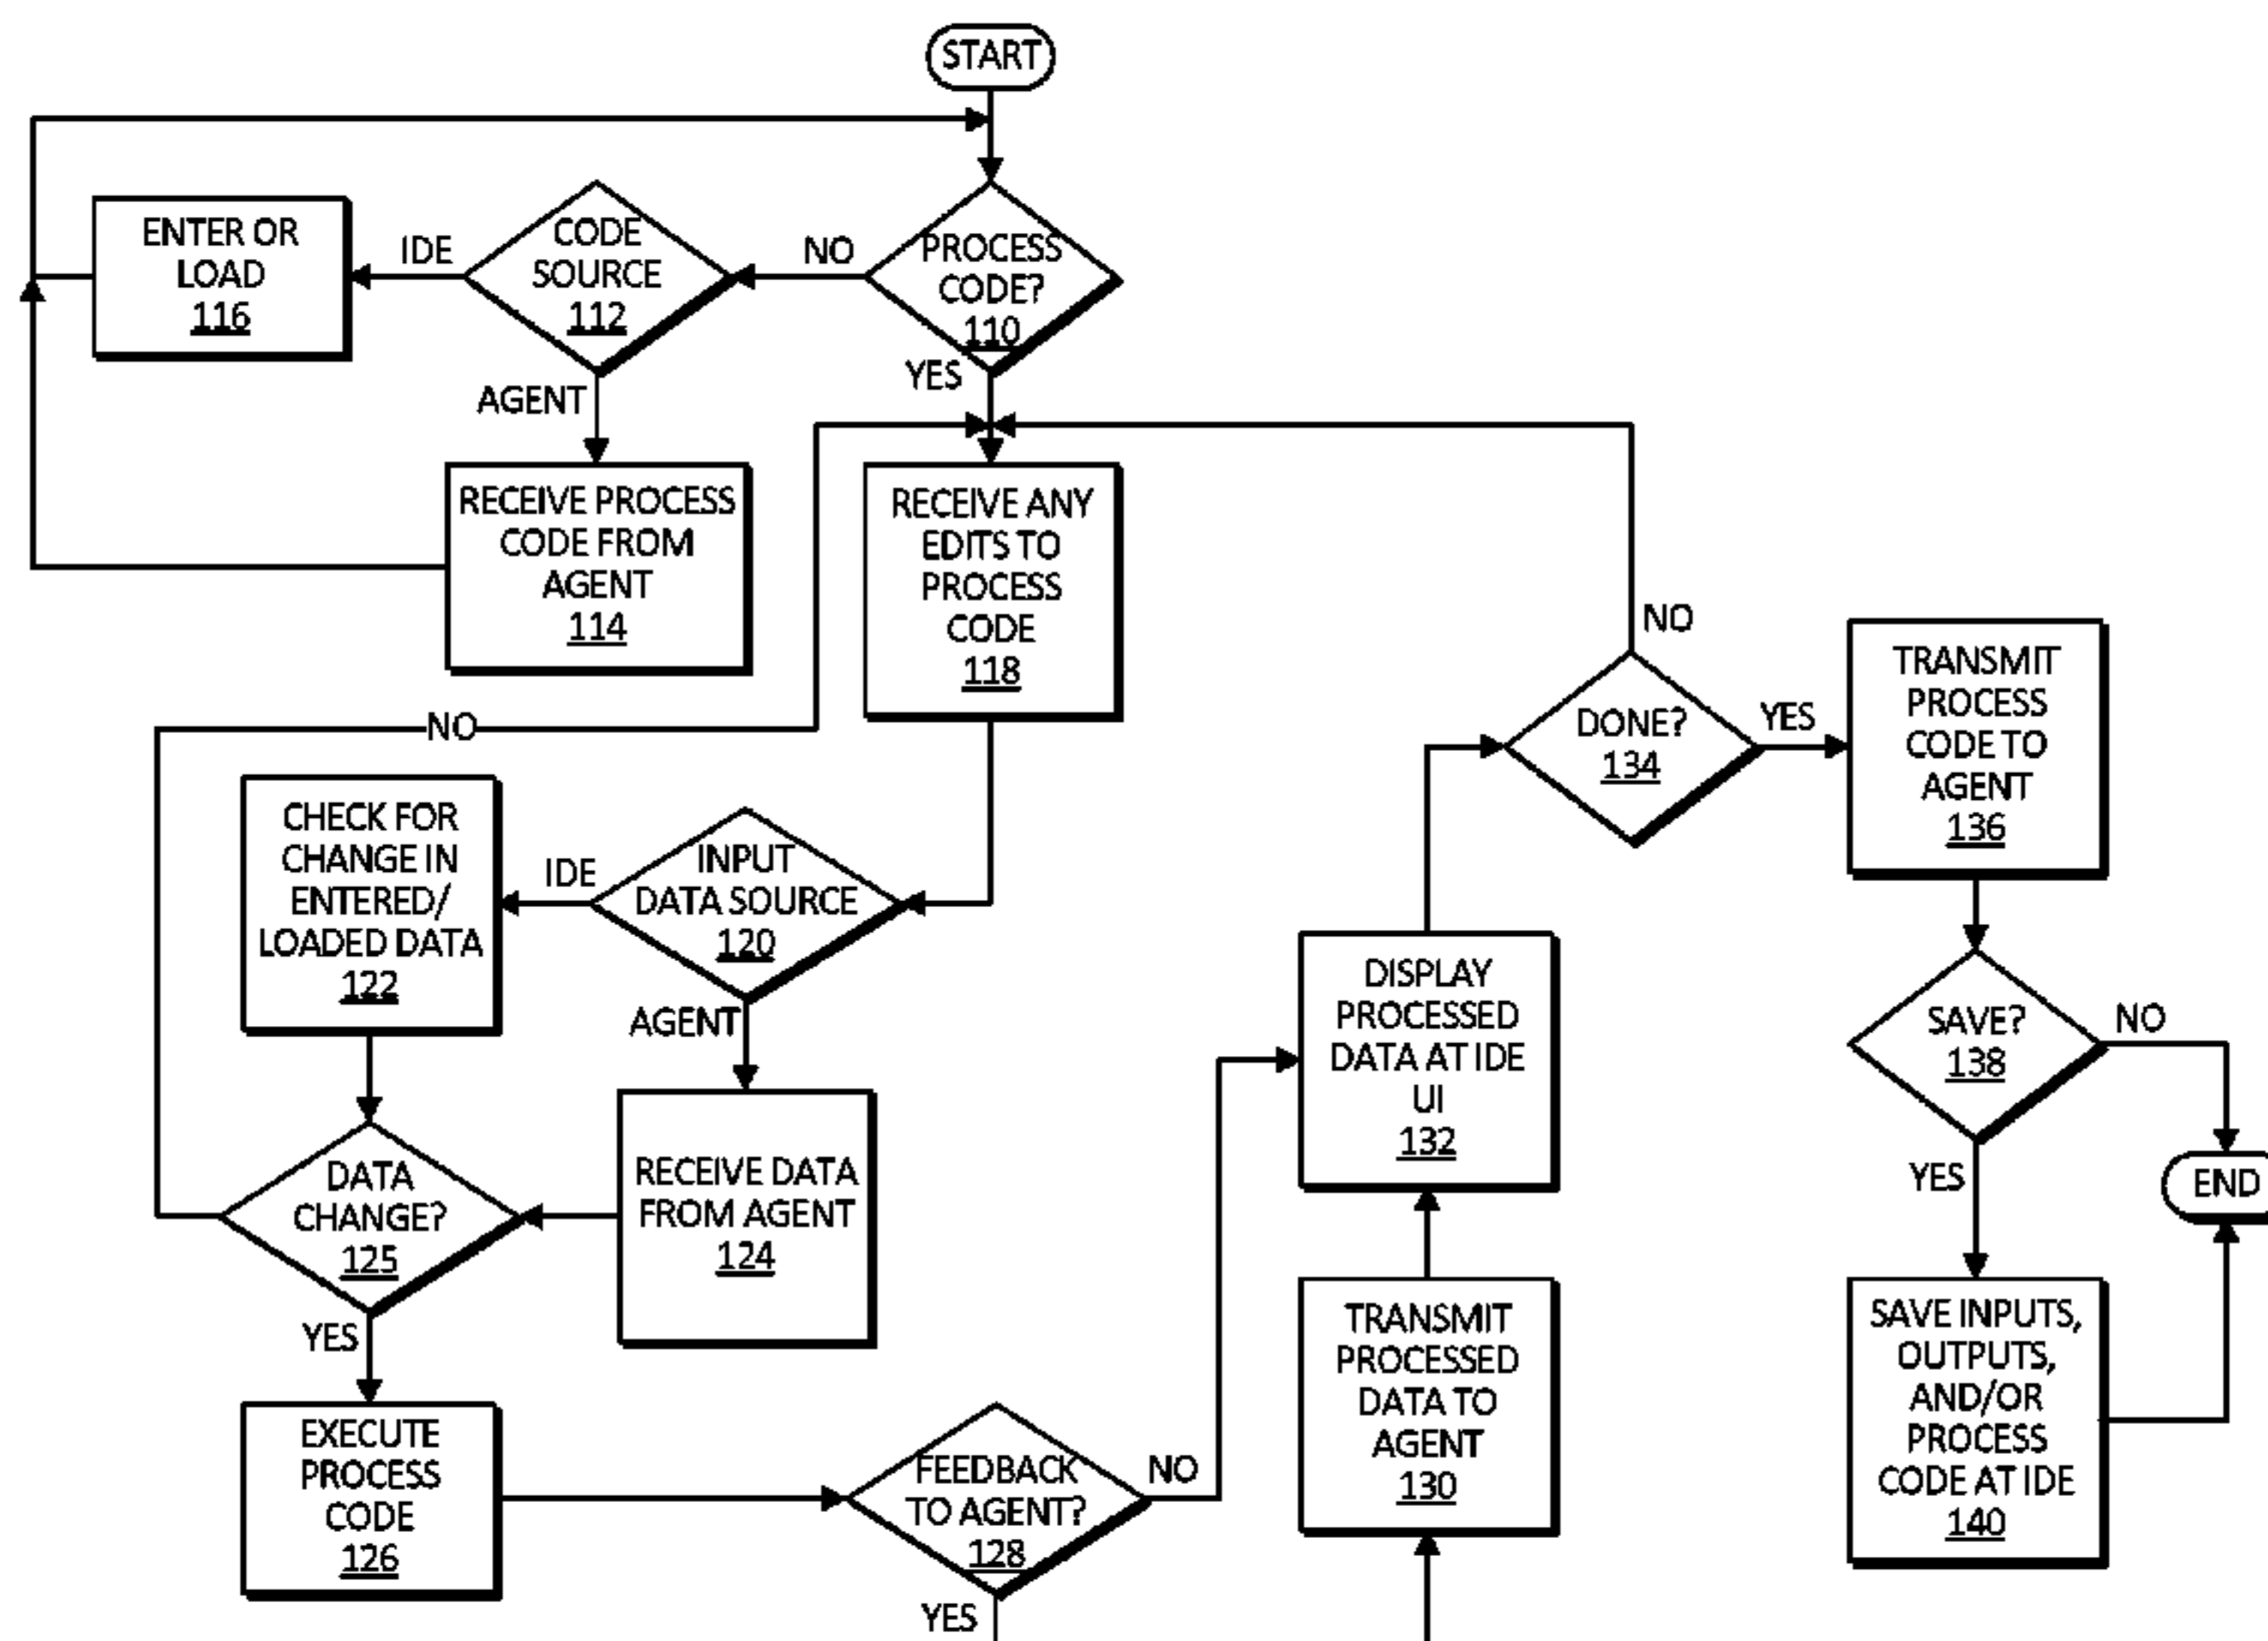 START
ENTER OR
LOAD
116
IDE
CODE
SOURCE
112
NO
PROCESS
CODE?
110
YES
AGENT
RECEIVE PROCESS
CODE FROM
AGENT
114
RECEIVE ANY
EDITS TO
PROCESS
CODE
118
NO
CHECK FOR
CHANGE IN
ENTERED/
LOADED DATA
122
IDE
INPUT
DATA SOURCE
120
AGENT
DATA
CHANGE?
125
RECEIVE DATA
FROM AGENT
124
YES
EXECUTE
PROCESS
CODE
126
FEEDBACK
TO AGENT?
128
NO
YES
TRANSMIT
PROCESSED
DATA TO
AGENT
130
DISPLAY
PROCESSED
DATA AT IDE
UI
132
DONE?
134
NO
YES
TRANSMIT
PROCESS
CODE TO
AGENT
136
SAVE?
138
NO
YES
END
SAVE INPUTS,
OUTPUTS,
AND/OR
PROCESS
CODE AT IDE
140